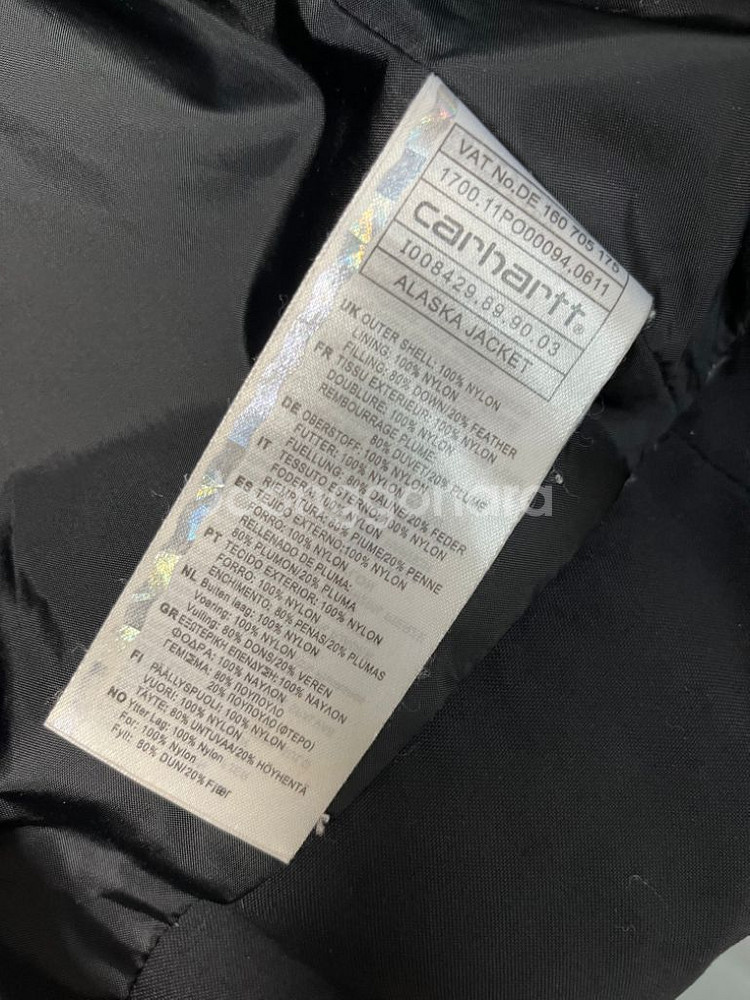 VAT No.DE 160 705 175
1700.11PO00094.0611
carhartt®
I008429.89.90.03
ALASKA JACKET
UK OUTER SHELL: 100% NYLON
LINING: 100% NYLON
FILLING: 80% DOWN/20% FEATHER
FR TISSU EXTERIEUR: 100% NYLON
DOUBLURE: 100% NYLON
REMBOURRAGE PLUME:
80% DUVET/20% PLUME
DE OBERSTOFF: 100% NYLON
FUTTER: 100% NYLON
FUELLUNG: 80% DAUNE/20% FEDER
IT TESSUTO ESTERNO: 100% NYLON
FODERA: 100% NYLON
RIEMPITURA: 80% PIUME/20% PENNE
ES TEJIDO EXTERNO: 100% NYLON
FORRO: 100% NYLON
RELLENADO DE PLUMA:
80% PLUMON/20% PLUMA
PT TECIDO EXTERIOR: 100% NYLON
FORRO: 100% NYLON
ENCHIMENTO: 80% PENAS/20% PLUMAS
NL Buiten laag: 100% NYLON
Voering: 100% NYLON
Vulling: 80% DONS/20% VEREN
GR ΕΞΩΤΕΡΙΚΗ ΕΠΕΝΔΥΣΗ: 100% ΝΑΥΛΟΝ
ΦΟΔΡΑ: 100% ΝΑΥΛΟΝ
ΓΕΜΙΣΜΑ: 80% ΠΟΥΠΟΥΛΟ
20% ΠΟΥΠΟΥΛΟ (ΦΤΕΡΟ)
FI PÄÄLLYSPUOLI: 100% NYLON
VUORI: 100% NYLON
TÄYTE: 80% UNTUVAA/20% HÖYHENTÄ
NO Ytter Lag: 100% Nylon
For: 100% Nylon
Fyll: 80% DUN/20% Fjær